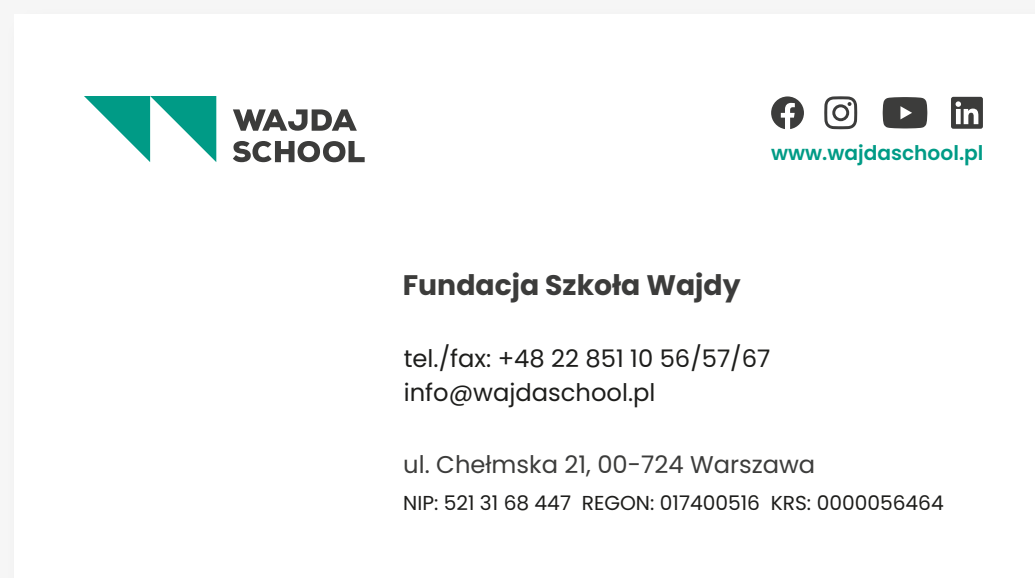 WAJDA
SCHOOL
www.wajdaschool.pl
Fundacja Szkoła Wajdy
tel./fax: +48 22 851 10 56/57/67
info@wajdaschool.pl
ul. Chełmska 21, 00-724 Warszawa
NIP: 521 31 68 447 REGON: 017400516 KRS: 0000056464